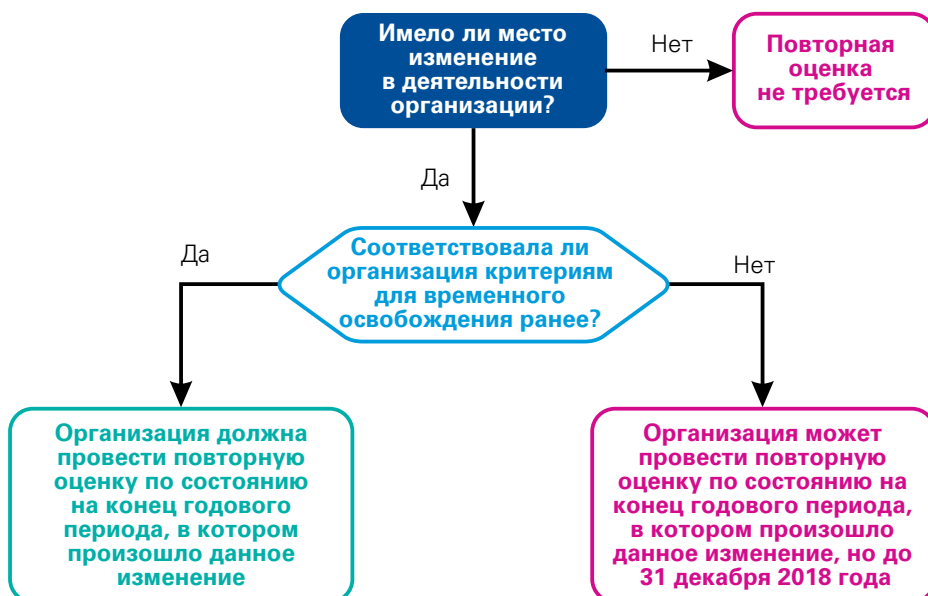 Имело ли место
изменение
в деятельности
организации?
Нет
Повторная
оценка
не требуется
Да
Соответствовала ли
организация критериям
для временного
освобождения ранее?
Да
Нет
Организация должна
провести повторную
оценку по состоянию
на конец годового
периода, в котором
произошло данное
изменение
Организация может
провести повторную
оценку по состоянию на
конец годового периода,
в котором произошло
данное изменение, но до
31 декабря 2018 года